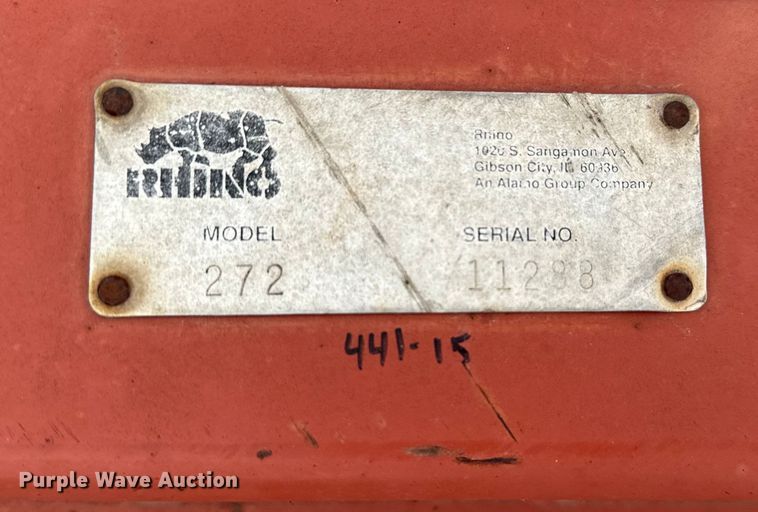 RHINO
Rhino
1020 S. Sangamon Ave.
Gibson City, IL 60936
An Alamo Group Company
MODEL
SERIAL NO.
272
11288
441-15
Purple Wave Auction